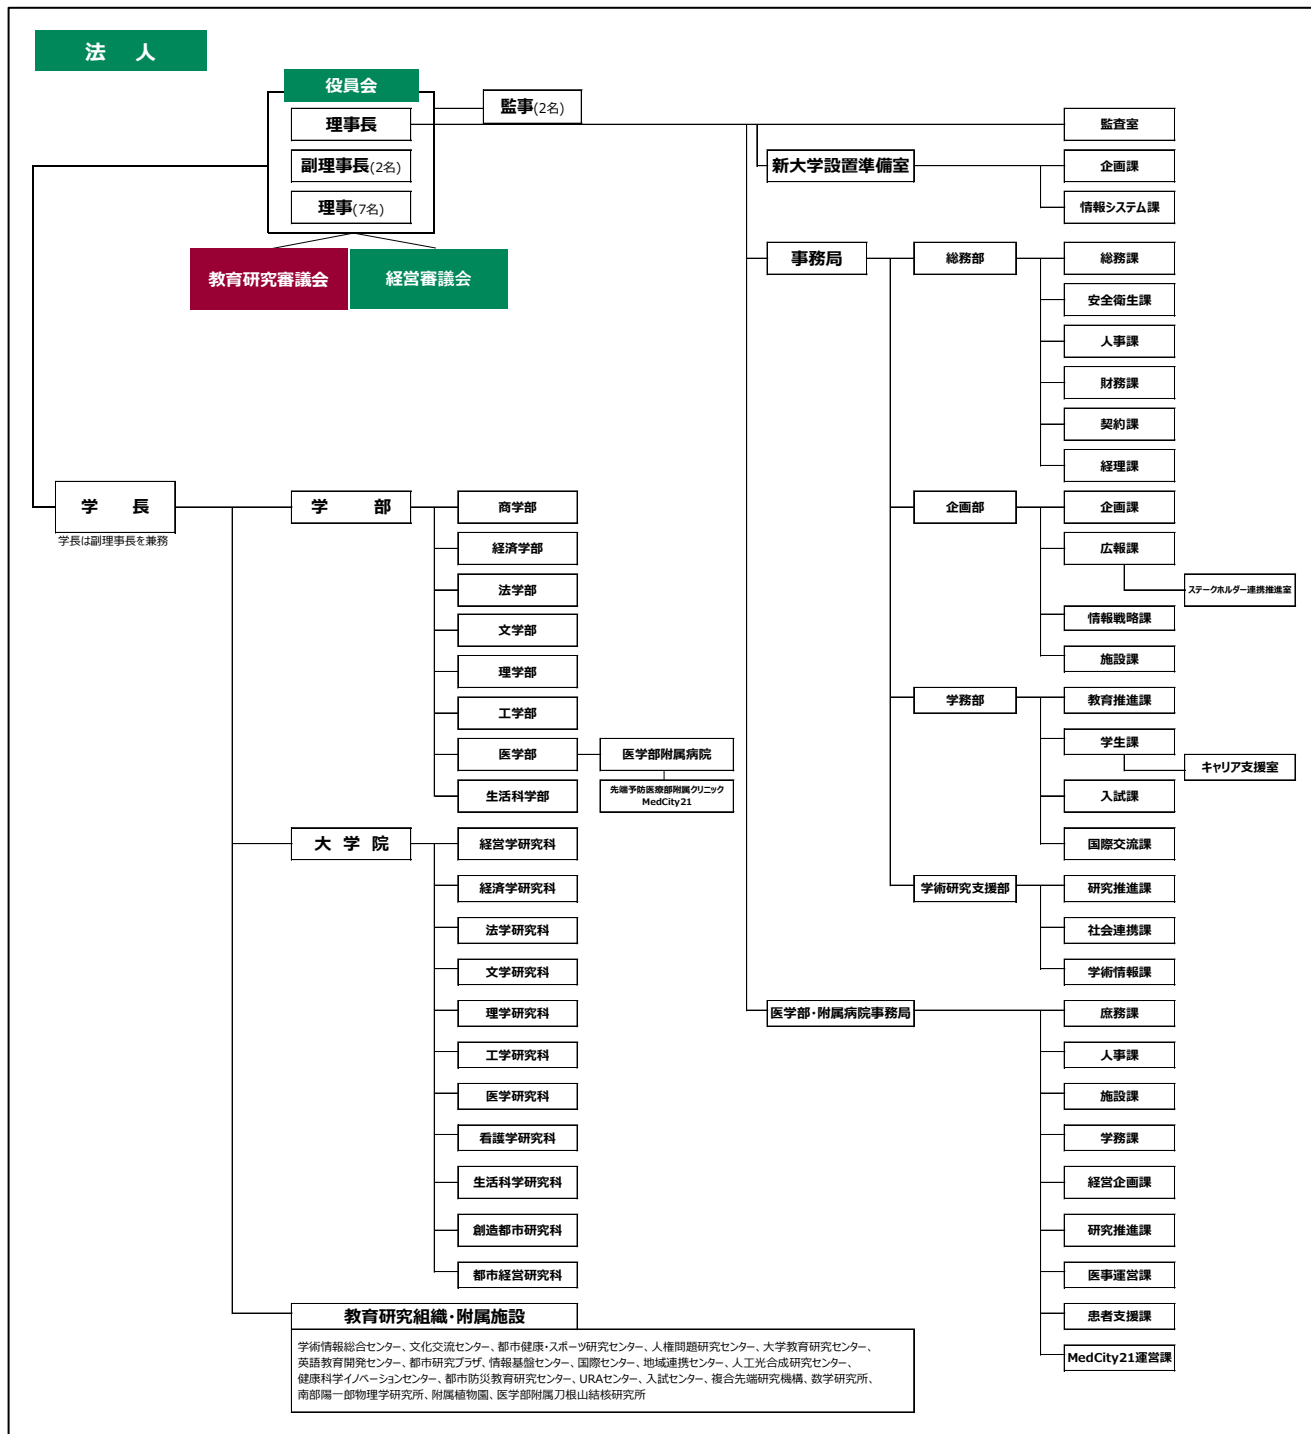 法 人
役員会
理事長
副理事長(2名)
理事(7名)
監事(2名)
教育研究審議会
経営審議会
監査室
新大学設置準備室
企画課
情報システム課
事務局
総務部
総務課
安全衛生課
人事課
財務課
契約課
経理課
企画部
企画課
広報課
ステークホルダー連携推進室
情報戦略課
施設課
学務部
教育推進課
学生課
キャリア支援室
入試課
国際交流課
学術研究支援部
研究推進課
社会連携課
学術情報課
医学部・附属病院事務局
庶務課
人事課
施設課
学務課
経営企画課
研究推進課
医事運営課
患者支援課
MedCity21運営課
学 長
学長は副理事長を兼務
学 部
商学部
経済学部
法学部
文学部
理学部
工学部
医学部
医学部附属病院
先端予防医療部附属クリニック
MedCity21
生活科学部
大 学 院
経営学研究科
経済学研究科
法学研究科
文学研究科
理学研究科
工学研究科
医学研究科
看護学研究科
生活科学研究科
創造都市研究科
都市経営研究科
教育研究組織・附属施設
学術情報総合センター、文化交流センター、都市健康・スポーツ研究センター、人権問題研究センター、大学教育研究センター、
英語教育開発センター、都市研究プラザ、情報基盤センター、国際センター、地域連携センター、人工光合成研究センター、
健康科学イノベーションセンター、都市防災教育研究センター、URAセンター、入試センター、複合先端研究機構、数学研究所、
南部陽一郎物理学研究所、附属植物園、医学部附属刀根山結核研究所